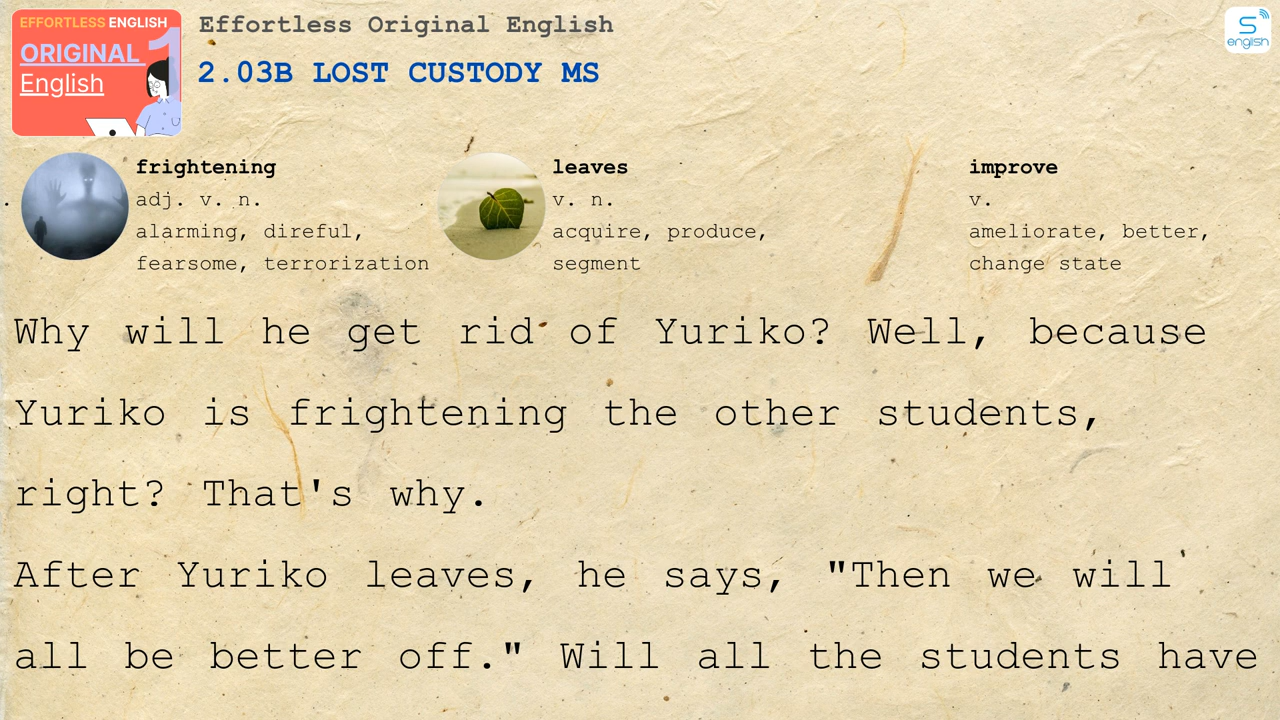 EFFORTLESS ENGLISH
ORIGINAL 1
English
Effortless Original English
2.03B LOST CUSTODY MS
S
english
frightening
adj. v. n.
alarming, direful,
fearsome, terrorization
leaves
v. n.
acquire, produce,
segment
improve
v.
ameliorate, better,
change state
Why will he get rid of Yuriko? Well, because
Yuriko is frightening the other students,
right? That's why.
After Yuriko leaves, he says, "Then we will
all be better off." Will all the students have